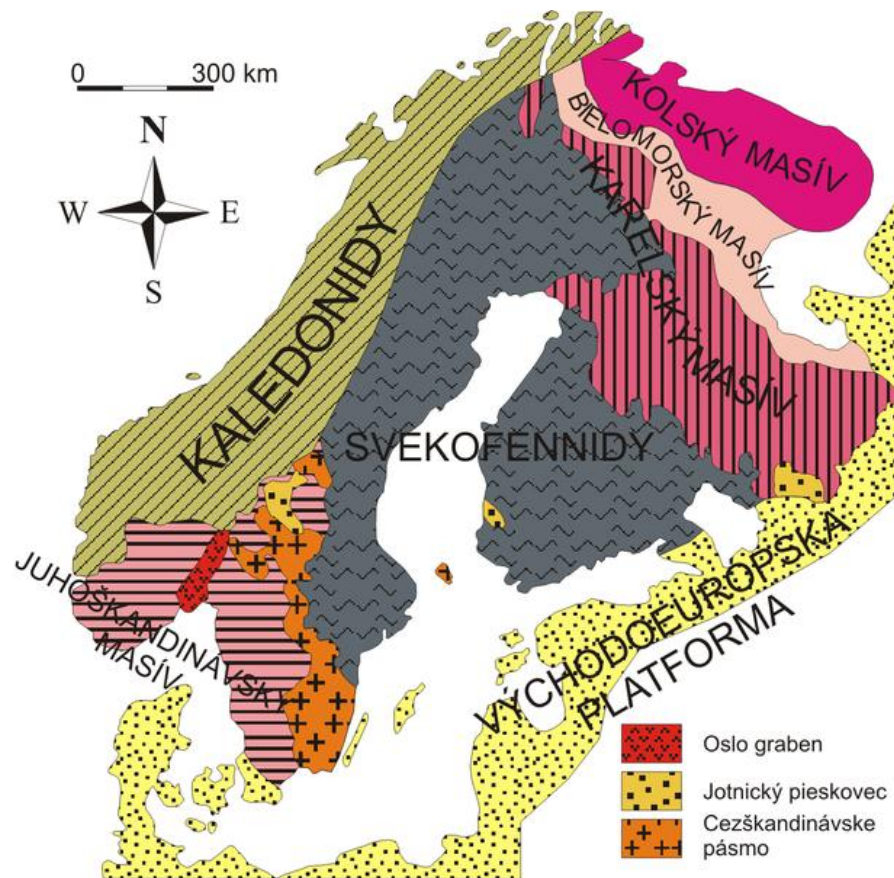 0 300 km
N
W E
S
KOLSKÝ MASÍV
BIELOMORSKÝ MASÍV
KARELSKÝ MASÍV
KALEDONIDY
SVEKOFENNIDY
JUHOŠKANDINÁVSKY
MASÍV
VÝCHODOEUROPSKA
PLATFORMA
Oslo graben
Jotnický pieskovec
Cezškandinávske
pásmo